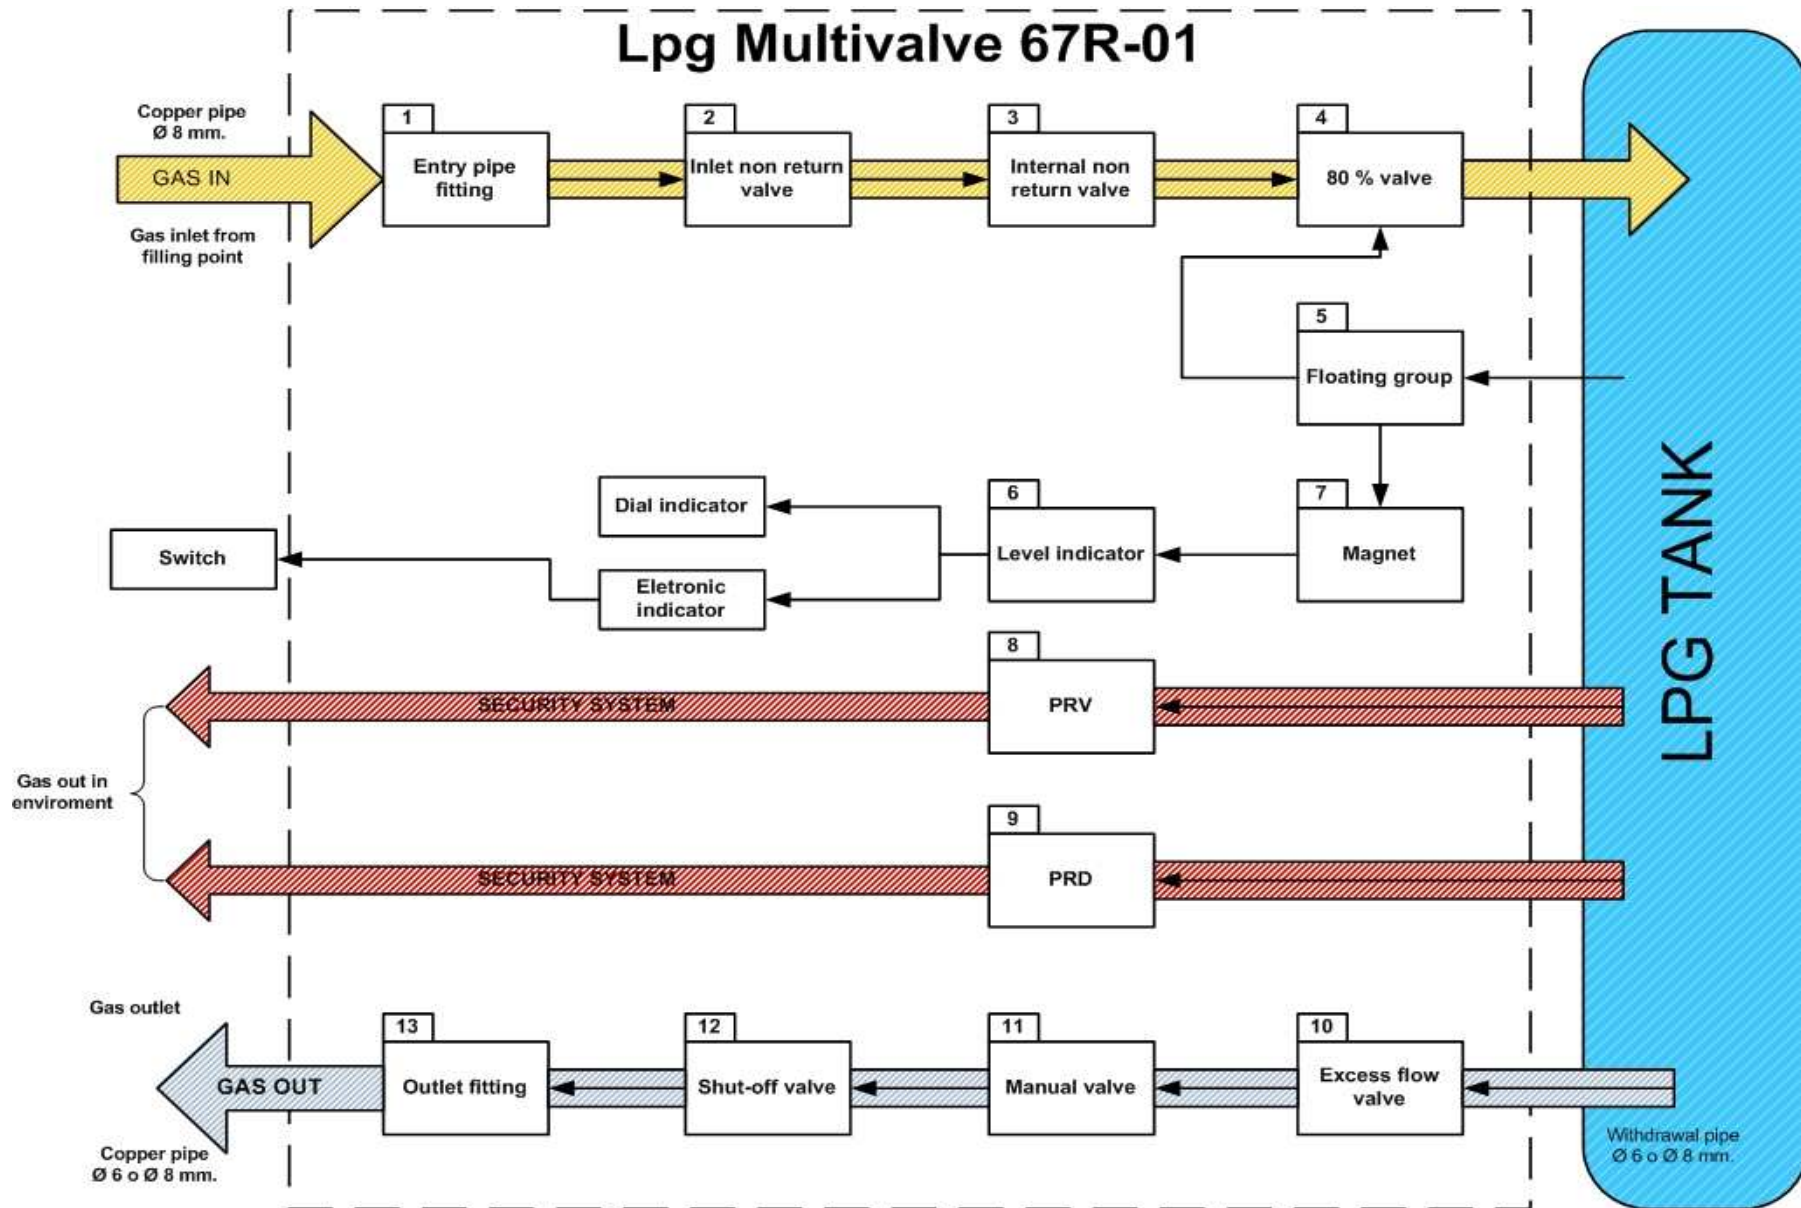 Lpg Multivalve 67R-01
Copper pipe
Ø 8 mm.
GAS IN
Gas inlet from
filling point
1
Entry pipe
fitting
2
Inlet non return
valve
3
Internal non
return valve
4
80 % valve
5
Floating group
6
Level indicator
7
Magnet
Dial indicator
Eletronic
indicator
Switch
8
PRV
SECURITY SYSTEM
Gas out in
enviroment
9
PRD
SECURITY SYSTEM
LPG TANK
Gas outlet
GAS OUT
Copper pipe
Ø 6 o Ø 8 mm.
13
Outlet fitting
12
Shut-off valve
11
Manual valve
10
Excess flow
valve
Withdrawal pipe
Ø 6 o Ø 8 mm.